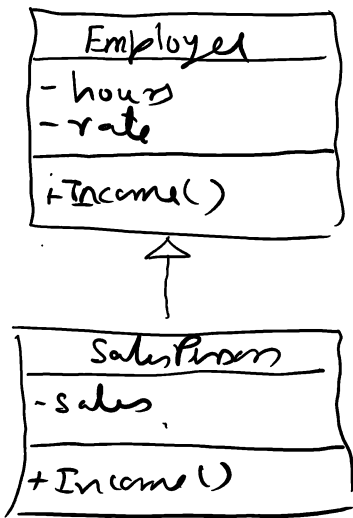 Employee
- hours
- rate
+Income()
SalesPerson
- sales
+ Income()